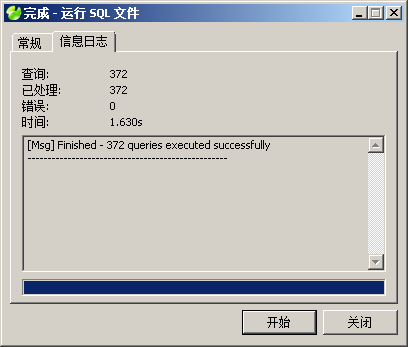 完成 - 运行 SQL 文件
常规 信息日志
查询: 372
已处理: 372
错误: 0
时间: 1.630s
[Msg] Finished - 372 queries executed successfully
--------------------------------------------------
开始 关闭